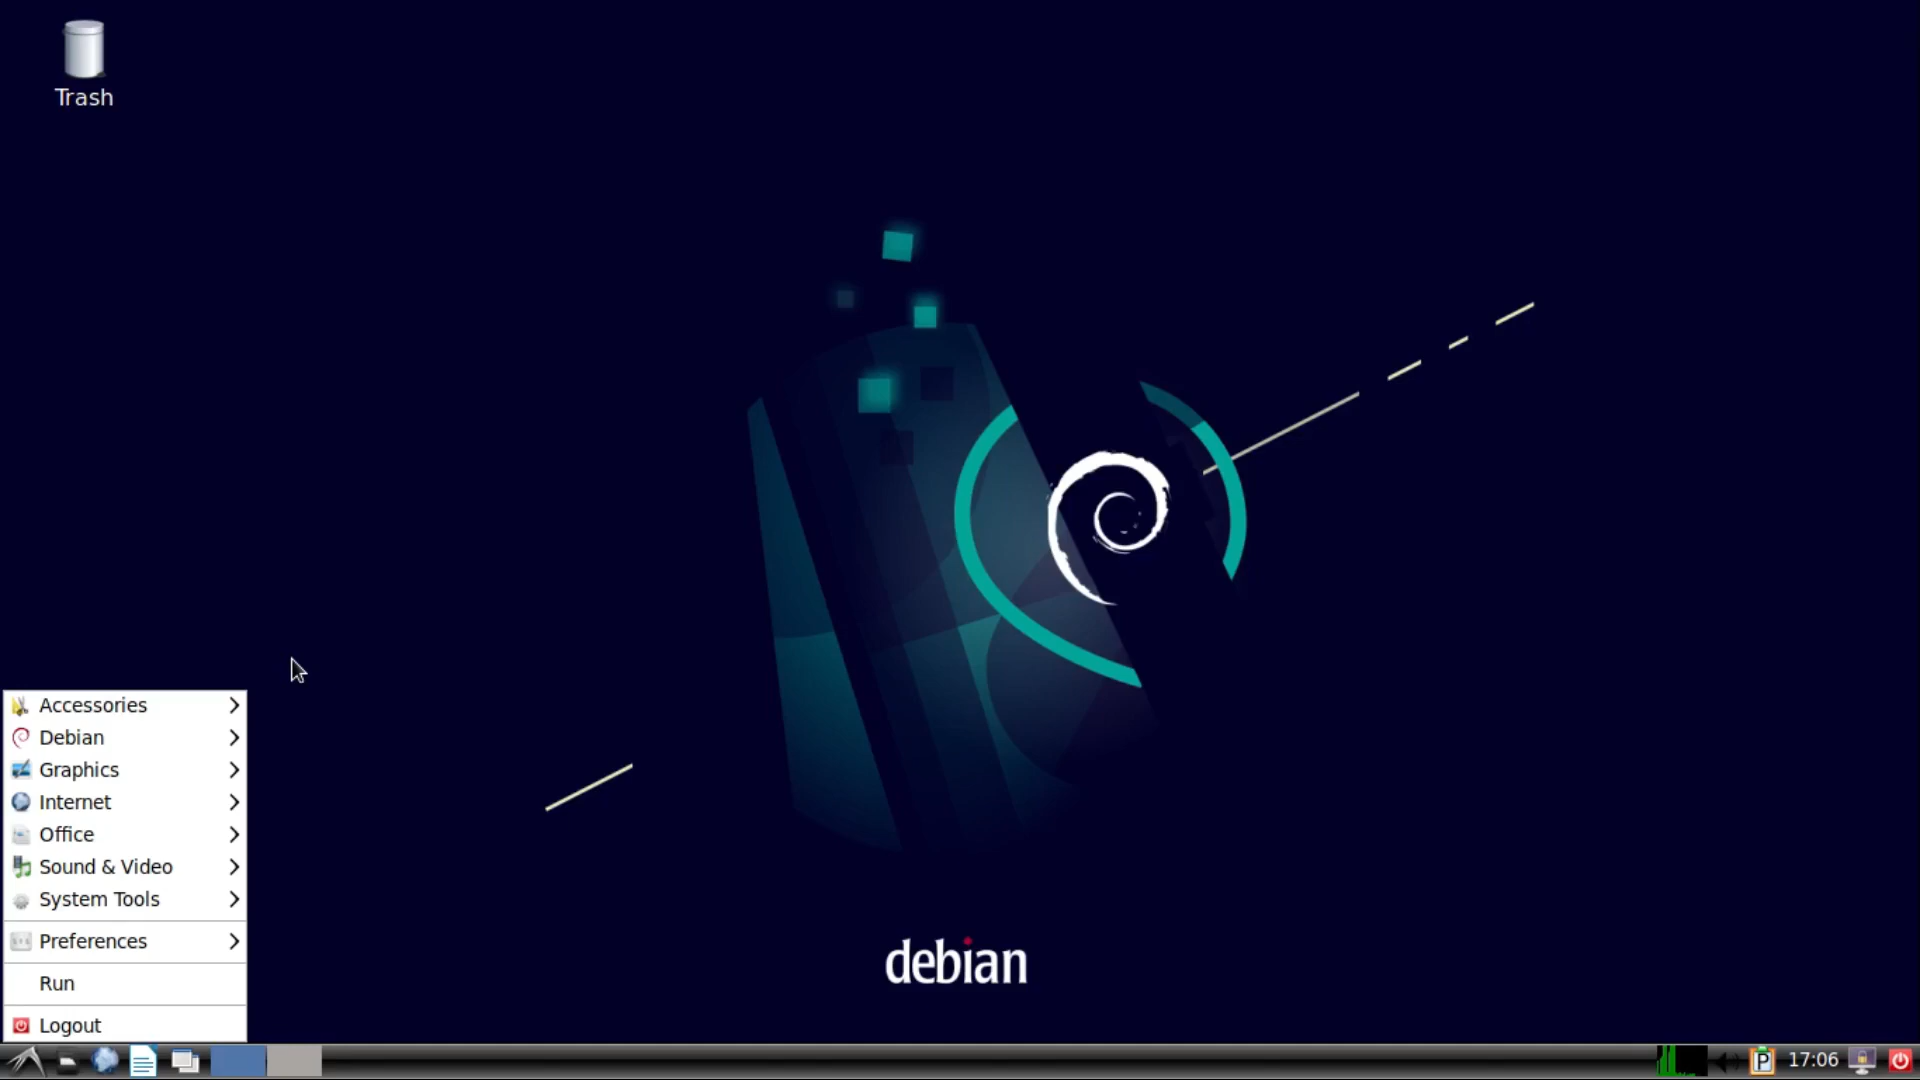 Trash
Accessories
Debian
Graphics
Internet
Office
Sound & Video
System Tools
Preferences
Run
Logout
debian
P
17:06